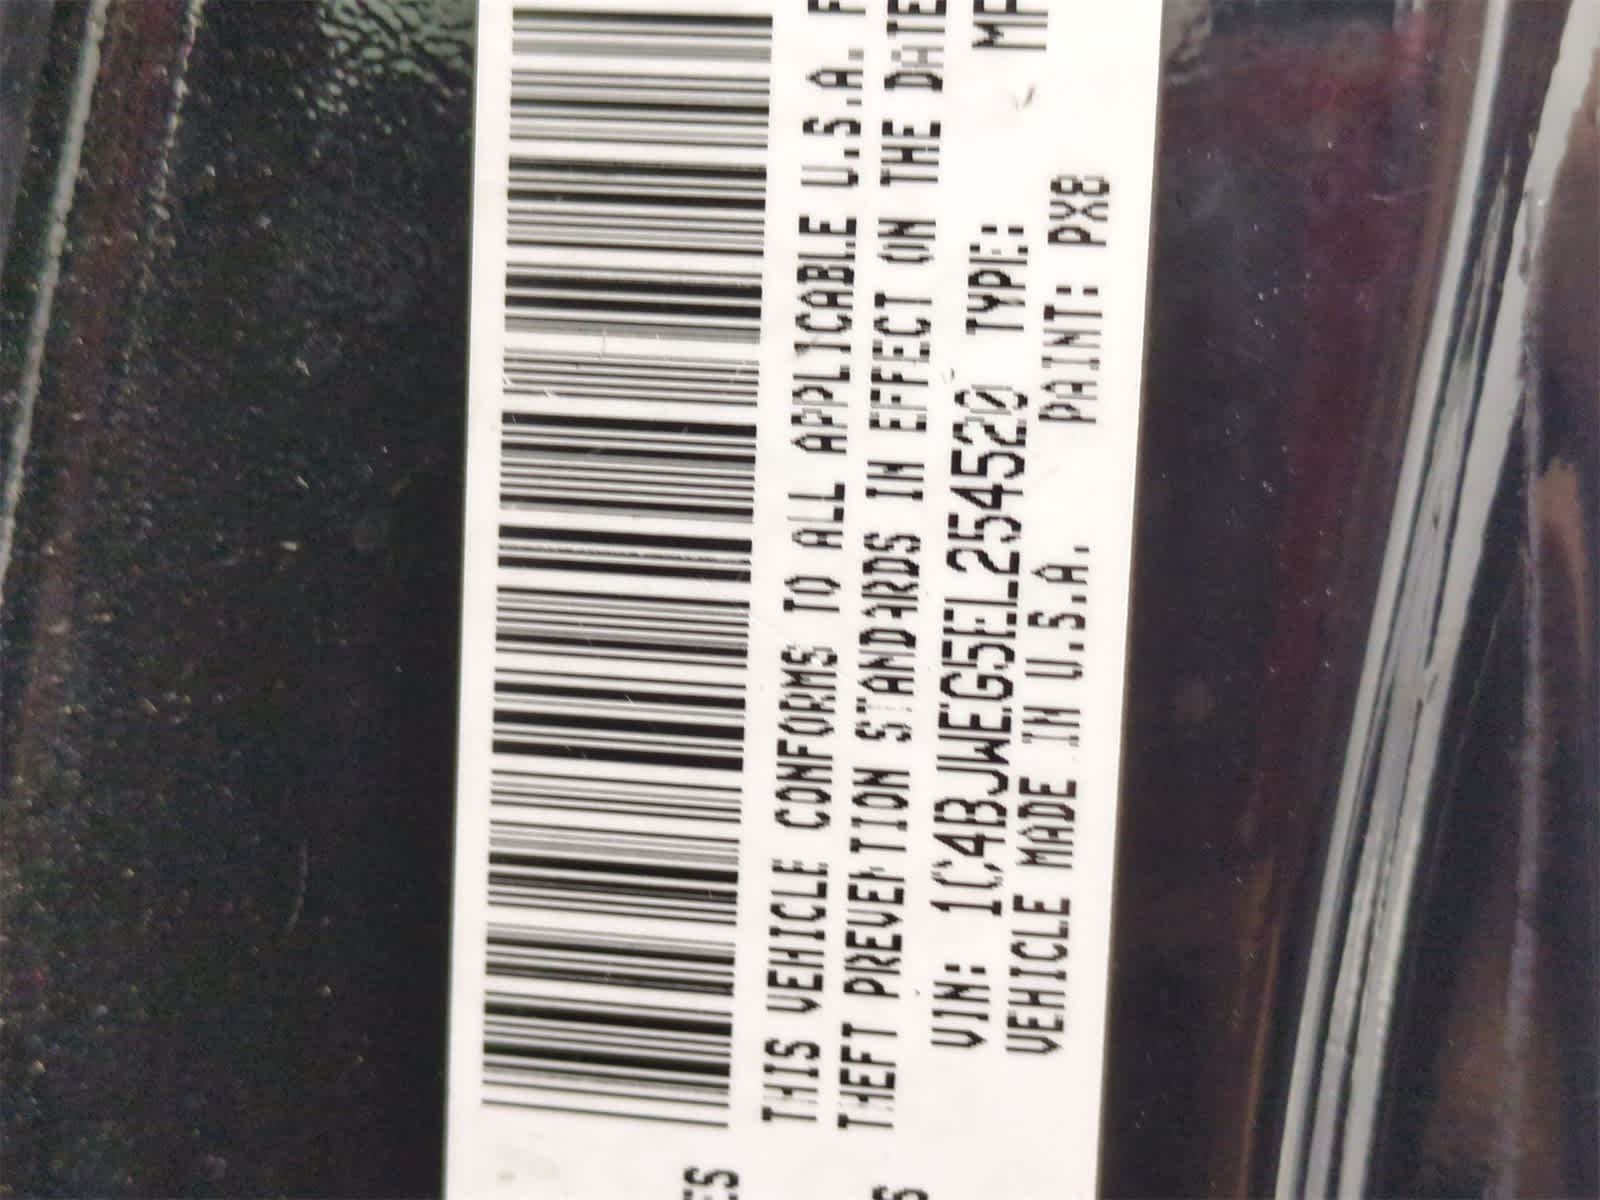 THIS VEHICLE CONFORMS TO ALL APPLICABLE U.S.A.
THEFT PREVENTION STANDARDS IN EFFECT ON THE DATE
VIN: 1C4BJWEG5EL254520 TYPE:
VEHICLE MADE IN U.S.A. PAINT: PX8